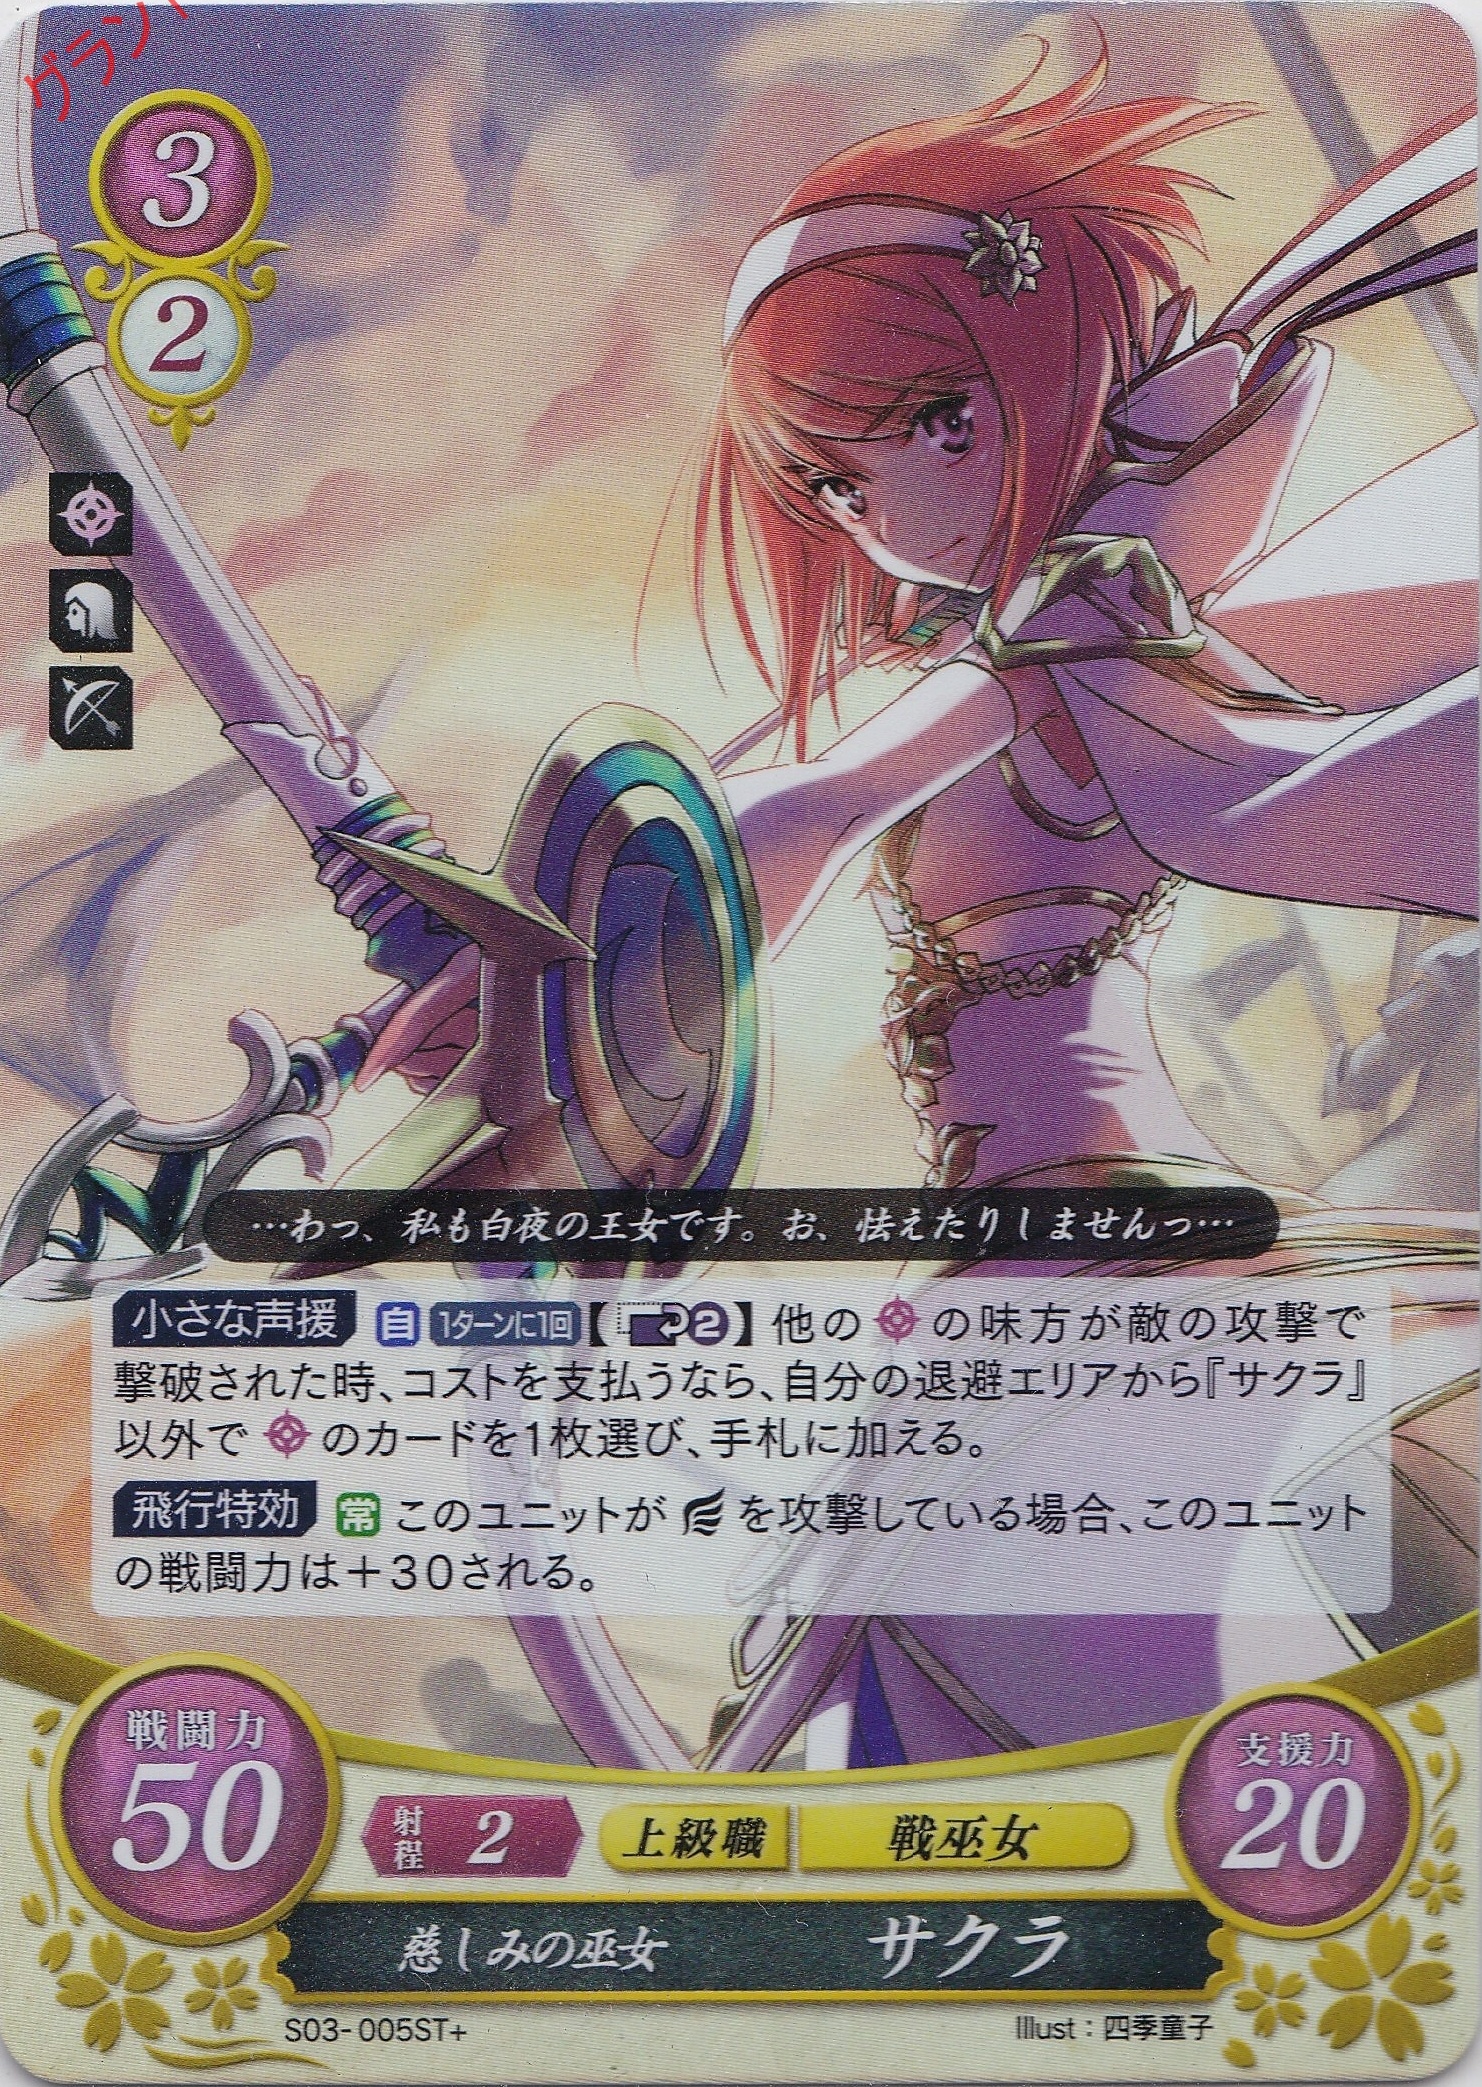 グラン
3
2
…わっ、私も白夜の王女です。お、怯えたりしませんっ…
小さな声援 自 1ターンに1回【 2】他の の味方が敵の攻撃で
撃破された時、コストを支払うなら、自分の退避エリアから『サクラ』
以外で のカードを1枚選び、手札に加える。
飛行特効 常 このユニットが を攻撃している場合、このユニット
の戦闘力は＋30される。
戦闘力
50
射程 2
上級職 戦巫女
支援力
20
慈しみの巫女 サクラ
S03-005ST+
Illust：四季童子